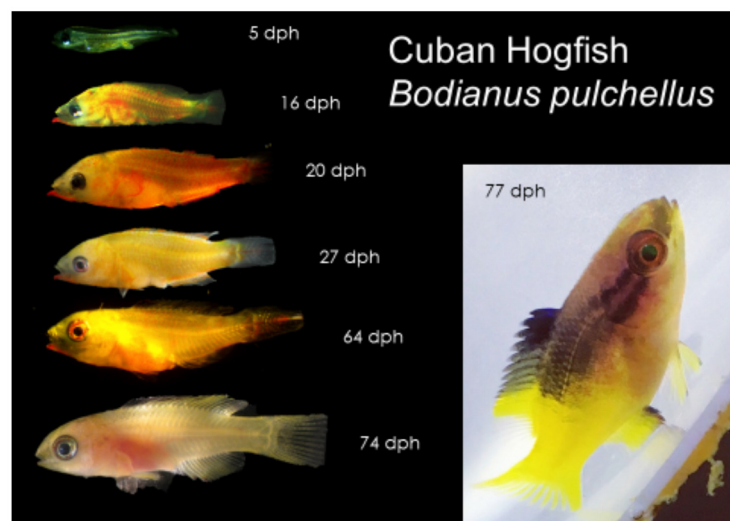 Cuban Hogfish
Bodianus pulchellus
5 dph
16 dph
20 dph
27 dph
64 dph
74 dph
77 dph